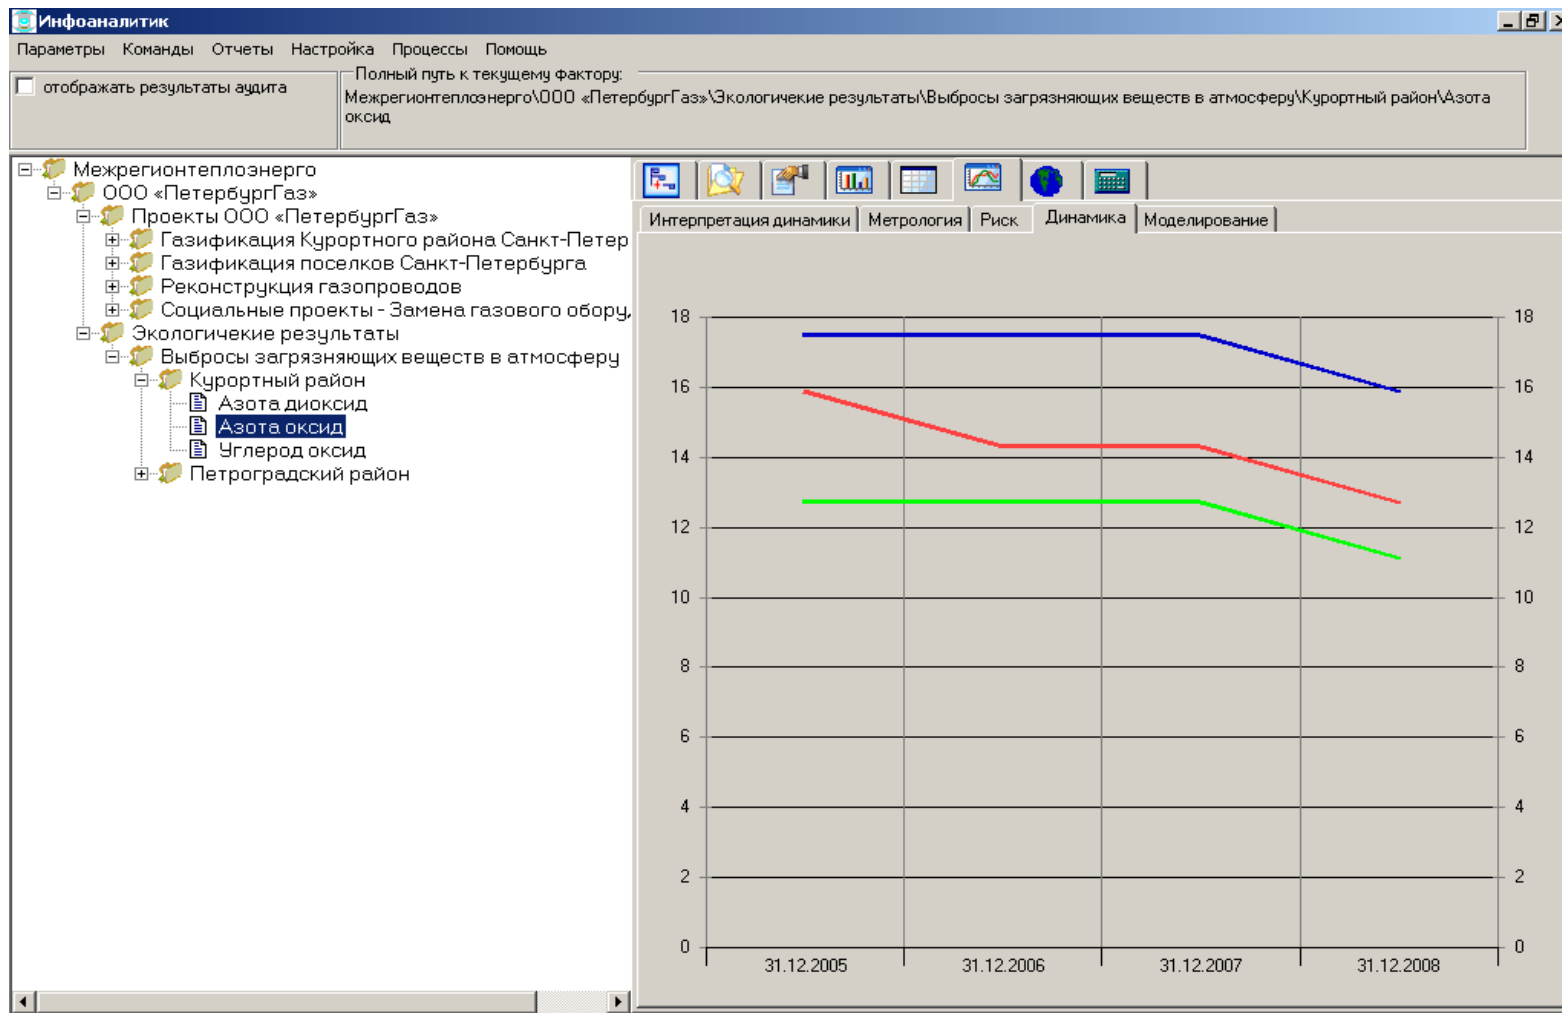 Инфоаналитик
Параметры Команды Отчеты Настройка Процессы Помощь
отображать результаты аудита
Полный путь к текущему фактору:
Межрегионтеплоэнерго\ООО «ПетербургГаз»\Экологичекие результаты\Выбросы загрязняющих веществ в атмосферу\Курортный район\Азота
оксид
Межрегионтеплоэнерго
ООО «ПетербургГаз»
Проекты ООО «ПетербургГаз»
Газификация Курортного района Санкт-Петер
Газификация поселков Санкт-Петербурга
Реконструкция газопроводов
Социальные проекты - Замена газового обору,
Экологичекие результаты
Выбросы загрязняющих веществ в атмосферу
Курортный район
Азота диоксид
Азота оксид
Углерод оксид
Петроградский район
Интерпретация динамики Метрология Риск Динамика Моделирование
18 18
16 16
14 14
12 12
10 10
8 8
6 6
4 4
2 2
0 0
31.12.2005 31.12.2006 31.12.2007 31.12.2008